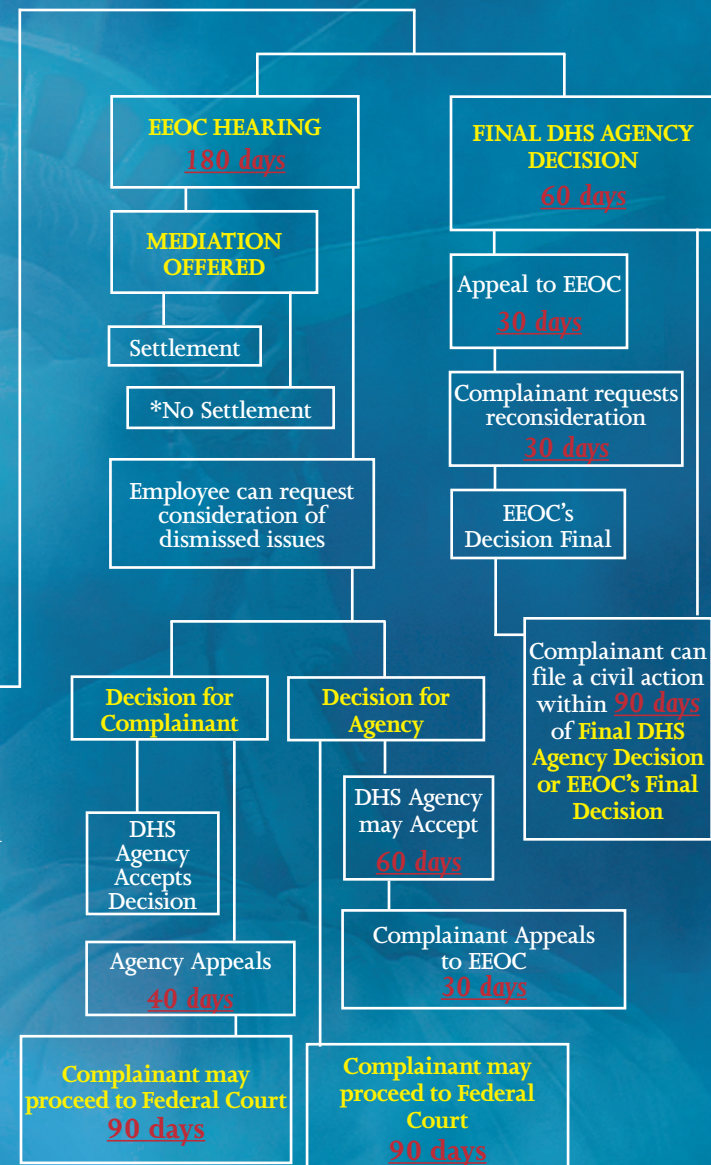 EEOC HEARING
180 days
MEDIATION
OFFERED
Settlement
*No Settlement
Employee can request
consideration of
dismissed issues
Decision for
Complainant
DHS
Agency
Accepts
Decision
Agency Appeals
40 days
Complainant may
proceed to Federal Court
90 days
Decision for
Agency
DHS Agency
may Accept
60 days
Complainant Appeals
to EEOC
30 days
Complainant may
proceed to Federal
Court
90 days
FINAL DHS AGENCY
DECISION
60 days
Appeal to EEOC
30 days
Complainant requests
reconsideration
30 days
EEOC’s
Decision Final
Complainant can
file a civil action
within 90 days
of Final DHS
Agency Decision
or EEOC’s Final
Decision